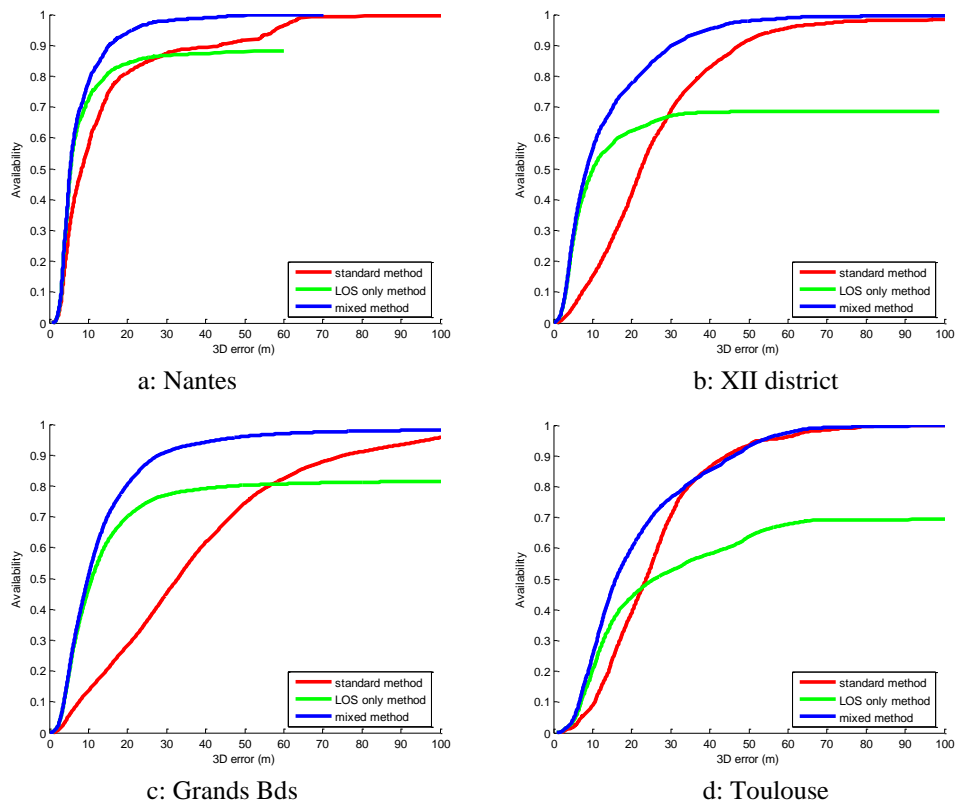 1
0.9
0.8
0.7
0.6
0.5
0.4
0.3
0.2
0.1
0
Availability
0 10 20 30 40 50 60 70 80 90 100
3D error (m)
standard method
LOS only method
mixed method
a: Nantes
1
0.9
0.8
0.7
0.6
0.5
0.4
0.3
0.2
0.1
0
Availability
0 10 20 30 40 50 60 70 80 90 100
3D error (m)
standard method
LOS only method
mixed method
b: XII district
1
0.9
0.8
0.7
0.6
0.5
0.4
0.3
0.2
0.1
0
Availability
0 10 20 30 40 50 60 70 80 90 100
3D error (m)
standard method
LOS only method
mixed method
c: Grands Bds
1
0.9
0.8
0.7
0.6
0.5
0.4
0.3
0.2
0.1
0
Availability
0 10 20 30 40 50 60 70 80 90 100
3D error (m)
standard method
LOS only method
mixed method
d: Toulouse